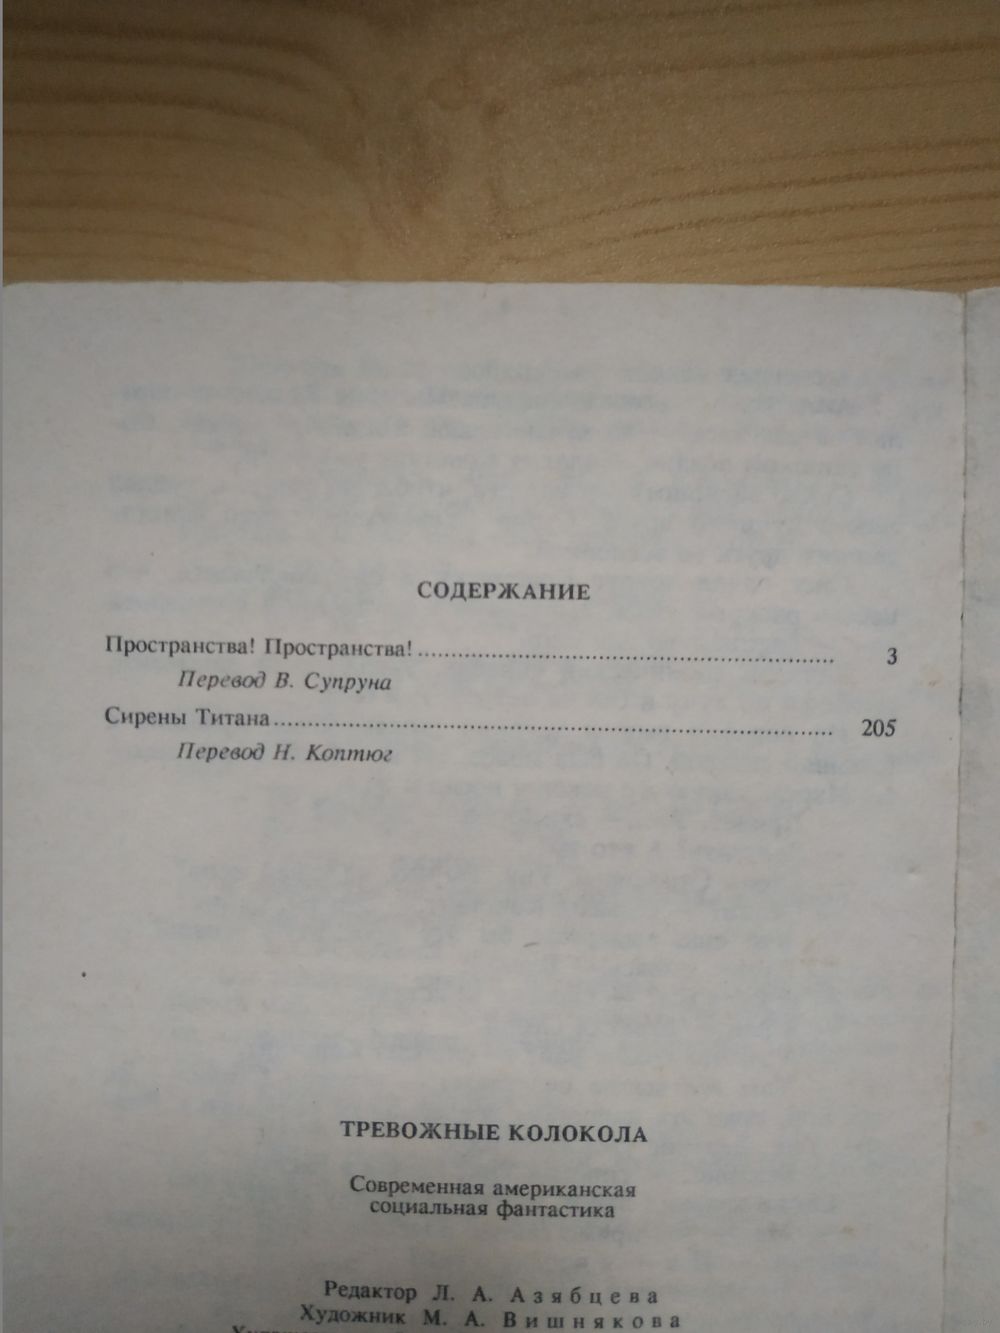 СОДЕРЖАНИЕ
Пространства! Пространства! 3
Перевод В. Супруна
Сирены Титана 205
Перевод Н. Коптюг
ТРЕВОЖНЫЕ КОЛОКОЛА
Современная американская
социальная фантастика
Редактор Л. А. Азябцева
Художник М. А. Вишнякова